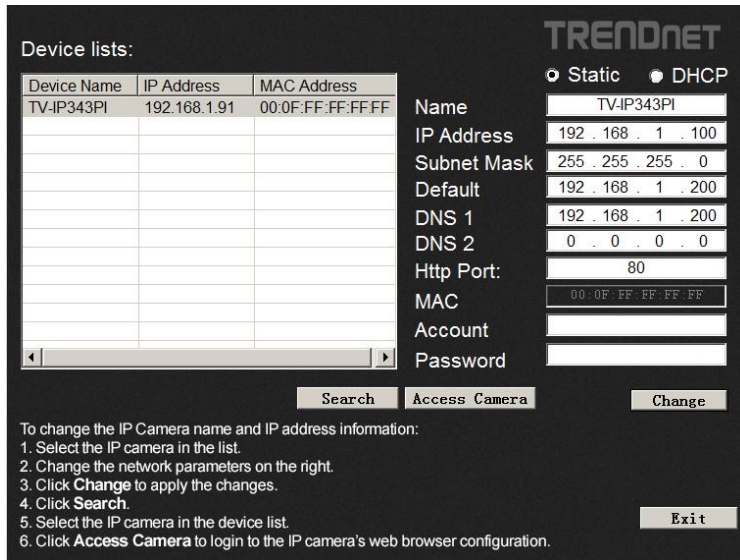 TRENDNET
Device lists:
Static DHCP
Device Name IP Address MAC Address
TV-IP343PI 192.168.1.91 00:0F:FF:FF:FF:FF
Name TV-IP343PI
IP Address 192 . 168 . 1 . 100
Subnet Mask 255 . 255 . 255 . 0
Default 192 . 168 . 1 . 200
DNS 1 192 . 168 . 1 . 200
DNS 2 0 . 0 . 0 . 0
Http Port: 80
MAC 00:0F:FF:FF:FF:FF
Account
Password
Search Access Camera Change
To change the IP Camera name and IP address information:
1. Select the IP camera in the list.
2. Change the network parameters on the right.
3. Click Change to apply the changes.
4. Click Search.
5. Select the IP camera in the device list.
6. Click Access Camera to login to the IP camera's web browser configuration.
Exit